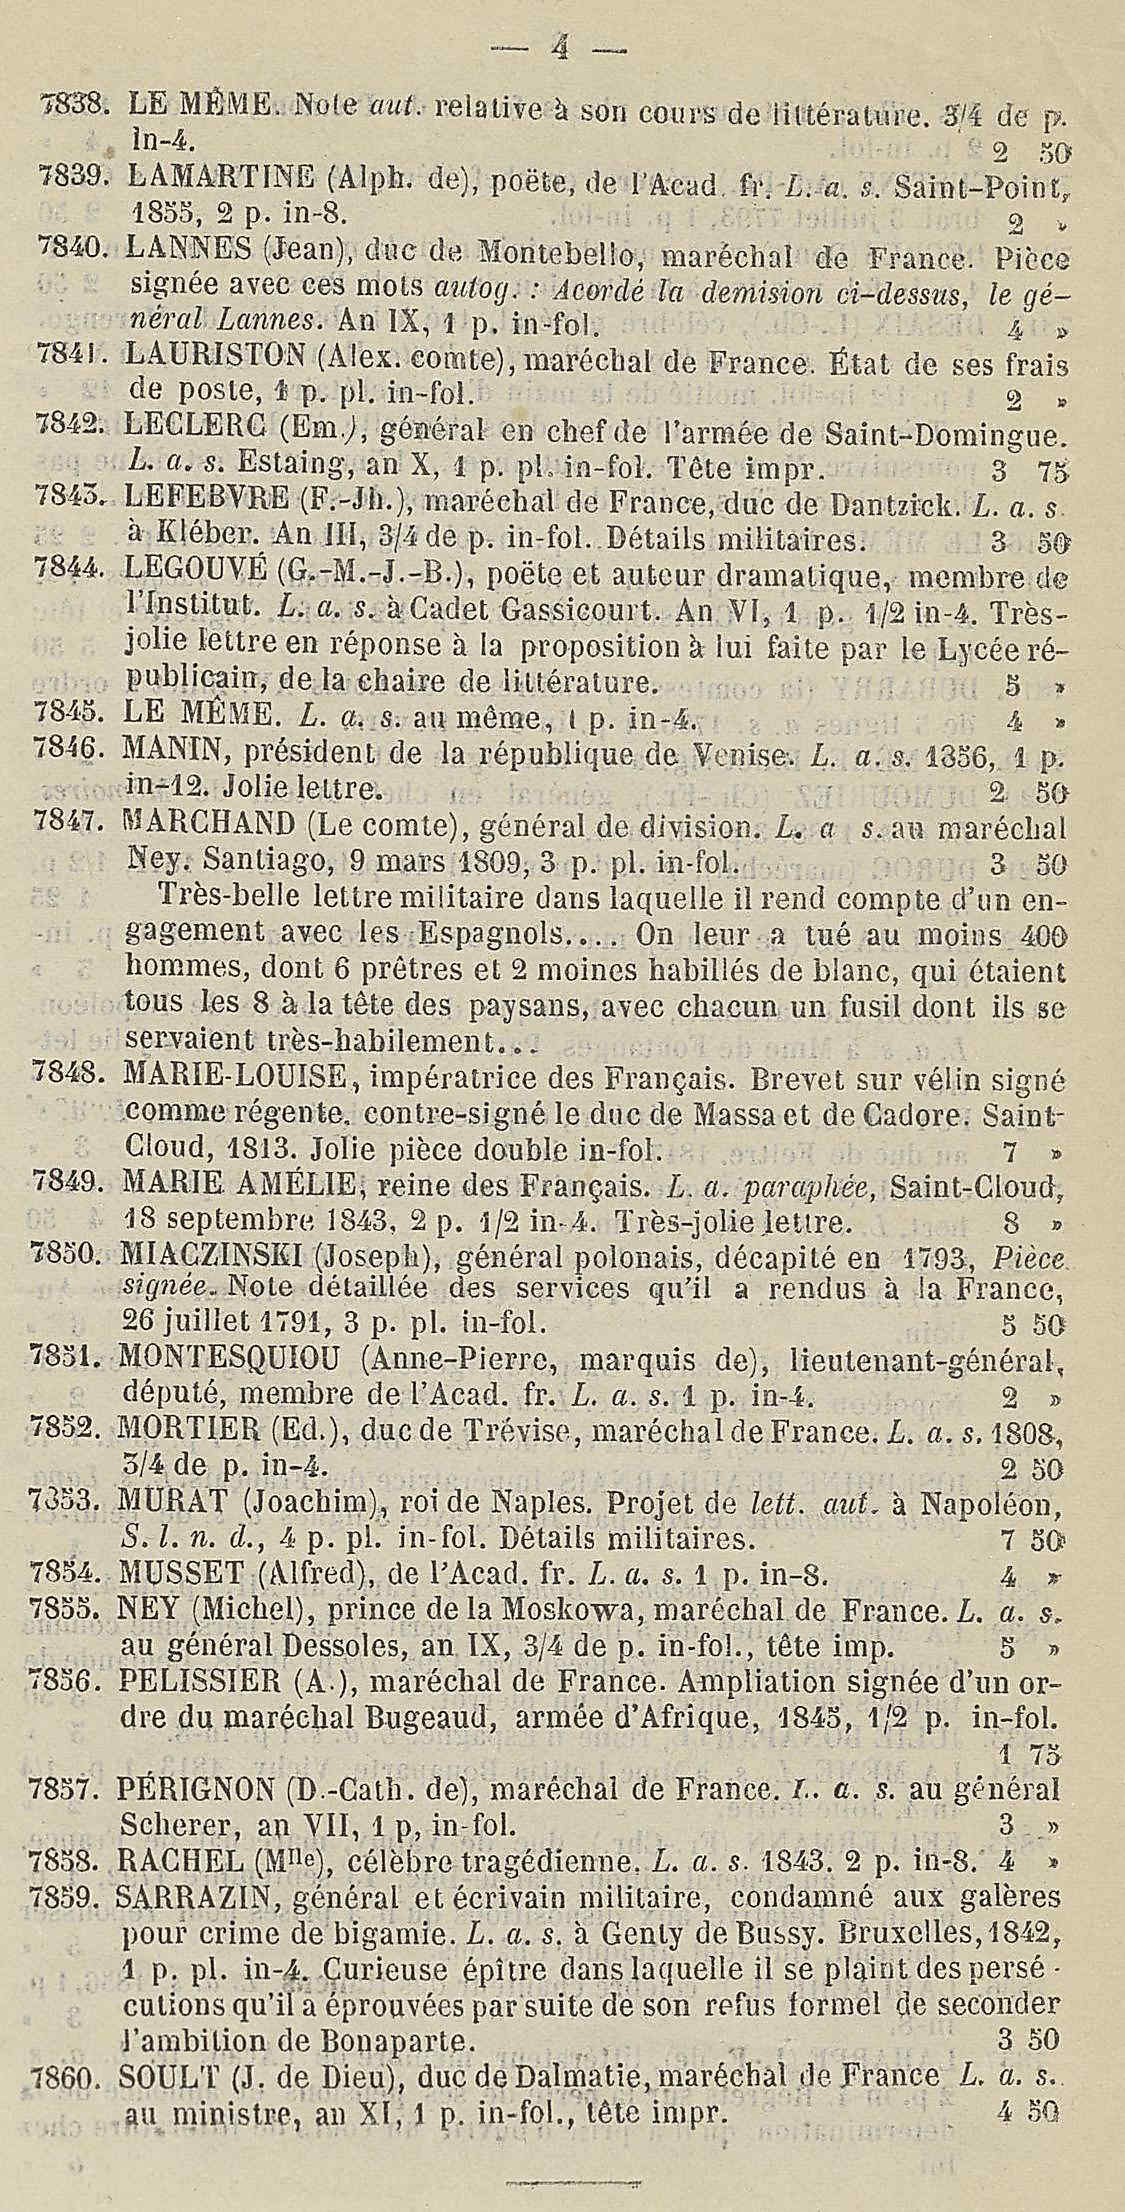 — 4 —
7838. LE MÊME. Note aut. relative à son cours de littérature. 3/4 de p.
in-4. 2 50
7839. LAMARTINE (Alph. de), poëte, de l'Acad. fr. L. a. s. Saint-Point,
1855, 2 p. in-8. 2 »
7840. LANNES (Jean), duc de Montebello, maréchal de France. Pièce
signée avec ces mots autog. : Acordé la demision ci-dessus, le gé-
néral Lannes. An IX, 1 p. in-fol. 4 »
7841. LAURISTON (Alex. comte), maréchal de France. État de ses frais
de poste, 1 p. pl. in-fol. 2 »
7842. LECLERC (Em.), général en chef de l'armée de Saint-Domingue.
L. a. s. Estaing, an X, 1 p. pl. in-fol. Tête impr. 3 75
7843. LEFEBVRE (F.-Jh.), maréchal de France, duc de Dantzick. L. a. s.
à Kléber. An III, 3/4 de p. in-fol. Détails militaires. 3 50
7844. LEGOUVÉ (G.-M.-J.-B.), poëte et auteur dramatique, membre de
l'Institut. L. a. s. à Cadet Gassicourt. An VI, 1 p. 1/2 in-4. Très-
jolie lettre en réponse à la proposition à lui faite par le Lycée ré-
publicain, de la chaire de littérature. 5 »
7845. LE MÊME. L. a. s. au même, 1 p. in-4. 4 »
7846. MANIN, président de la république de Venise. L. a. s. 1856, 1 p.
in-12. Jolie lettre. 2 50
7847. MARCHAND (Le comte), général de division. L. a s. au maréchal
Ney. Santiago, 9 mars 1809, 3 p. pl. in-fol. 3 50
Très-belle lettre militaire dans laquelle il rend compte d'un en-
gagement avec les Espagnols.... On leur a tué au moins 400
hommes, dont 6 prêtres et 2 moines habillés de blanc, qui étaient
tous les 8 à la tête des paysans, avec chacun un fusil dont ils se
servaient très-habilement...
7848. MARIE-LOUISE, impératrice des Français. Brevet sur vélin signé
comme régente. contre-signé le duc de Massa et de Cadore. Saint-
Cloud, 1813. Jolie pièce double in-fol. 7 »
7849. MARIE AMÉLIE, reine des Français. L. a. paraphée, Saint-Cloud,
18 septembre 1843, 2 p. 1/2 in-4. Très-jolie lettre. 8 »
7850. MIACZINSKI (Joseph), général polonais, décapité en 1793, Pièce
signée. Note détaillée des services qu'il a rendus à la France,
26 juillet 1791, 3 p. pl. in-fol. 5 50
7851. MONTESQUIOU (Anne-Pierre, marquis de), lieutenant-général,
député, membre de l'Acad. fr. L. a. s. 1 p. in-4. 2 »
7852. MORTIER (Ed.), duc de Trévise, maréchal de France. L. a. s. 1808,
3/4 de p. in-4. 2 50
7853. MURAT (Joachim), roi de Naples. Projet de lett. aut. à Napoléon,
S. l. n. d., 4 p. pl. in-fol. Détails militaires. 7 50
7854. MUSSET (Alfred), de l'Acad. fr. L. a. s. 1 p. in-8. 4 »
7855. NEY (Michel), prince de la Moskowa, maréchal de France. L. a. s.
au général Dessoles, an IX, 3/4 de p. in-fol., tête imp. 5 »
7856. PELISSIER (A.), maréchal de France. Ampliation signée d'un or-
dre du maréchal Bugeaud, armée d'Afrique, 1845, 1/2 p. in-fol.
1 75
7857. PÉRIGNON (D.-Cath. de), maréchal de France. L. a. s. au général
Scherer, an VII, 1 p, in-fol. 3 »
7858. RACHEL (Mlle), célèbre tragédienne. L. a. s. 1843. 2 p. in-8. 4 »
7859. SARRAZIN, général et écrivain militaire, condamné aux galères
pour crime de bigamie. L. a. s. à Genty de Bussy. Bruxelles, 1842,
1 p. pl. in-4. Curieuse épître dans laquelle il se plaint des persé-
cutions qu'il a éprouvées par suite de son refus formel de seconder
l'ambition de Bonaparte. 3 50
7860. SOULT (J. de Dieu), duc de Dalmatie, maréchal de France L. a. s.
au ministre, an XI, 1 p. in-fol., tête impr. 4 50